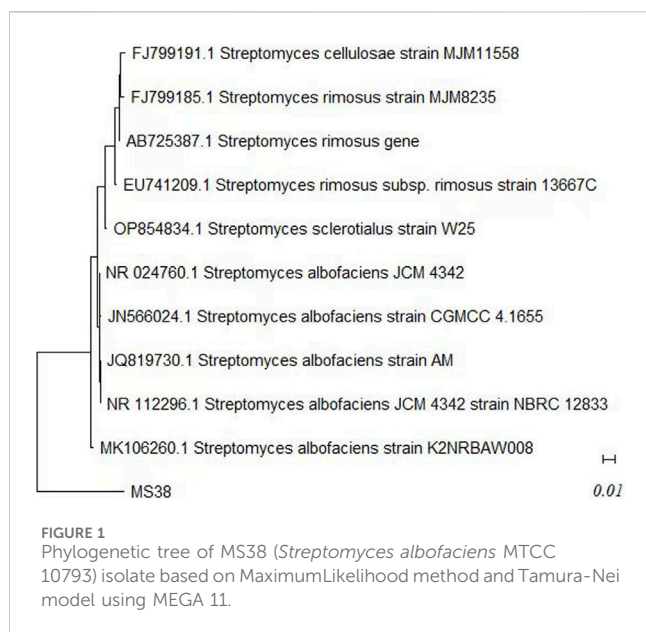 FJ799191.1 Streptomyces cellulosae strain MJM11558
FJ799185.1 Streptomyces rimosus strain MJM8235
AB725387.1 Streptomyces rimosus gene
EU741209.1 Streptomyces rimosus subsp. rimosus strain 13667C
OP854834.1 Streptomyces sclerotialus strain W25
NR 024760.1 Streptomyces albofaciens JCM 4342
JN566024.1 Streptomyces albofaciens strain CGMCC 4.1655
JQ819730.1 Streptomyces albofaciens strain AM
NR 112296.1 Streptomyces albofaciens JCM 4342 strain NBRC 12833
MK106260.1 Streptomyces albofaciens strain K2NRBAW008
MS38
0.01
FIGURE 1
Phylogenetic tree of MS38 (Streptomyces albofaciens MTCC
10793) isolate based on MaximumLikelihood method and Tamura-Nei
model using MEGA 11.